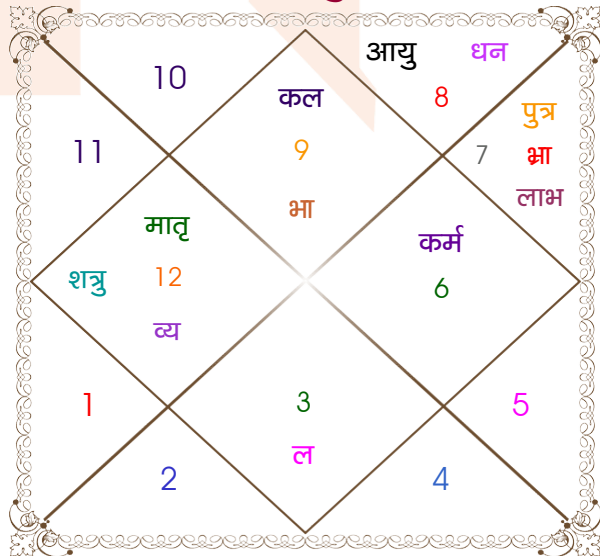 आयु धन
10
कल
8
पुत्र
11
9
7 भ्रा
लाभ
भा
मातृ
कर्म
शत्रु 12
6
व्य
1
3
5
ल
2
4